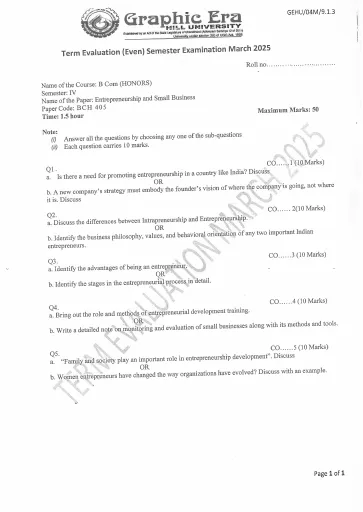 GEHU/04M/9.1.3
Graphic Era
HILL UNIVERSITY
Term Evaluation (Even) Semester Examination March 2025
Roll no................................
Name of the Course: B Com (HONORS)
Semester: IV
Name of the Paper: Entrepreneurship and Small Business
Paper Code: BCH 405
Time: 1.5 hour
Maximum Marks: 50
Note:
(i) Answer all the questions by choosing any one of the sub-questions
(ii) Each question carries 10 marks.
Q1.
CO......1 (10 Marks)
a. Is there a need for promoting entrepreneurship in a country like India? Discuss
OR
b. A new company's strategy must embody the founder's vision of where the company is going, not where
it is. Discuss
CO...... 2(10 Marks)
Q2.
a. Discuss the differences between Intrapreneurship and Entrepreneurship.
OR
b. Identify the business philosophy, values, and behavioral orientation of any two important Indian
entrepreneurs.
CO......3 (10 Marks)
Q3.
a. Identify the advantages of being an entrepreneur.
OR
b. Identify the stages in the entrepreneurial process in detail.
CO......4 (10 Marks)
Q4.
a. Bring out the role and methods of entrepreneurial development training.
OR
b. Write a detailed note on monitoring and evaluation of small businesses along with its methods and tools.
CO......5 (10 Marks)
Q5.
a. "Family and society play an important role in entrepreneurship development". Discuss
OR
b. Women entrepreneurs have changed the way organizations have evolved? Discuss with an example.
TERM EVALUATION MARCH 2025
Page 1 of 1